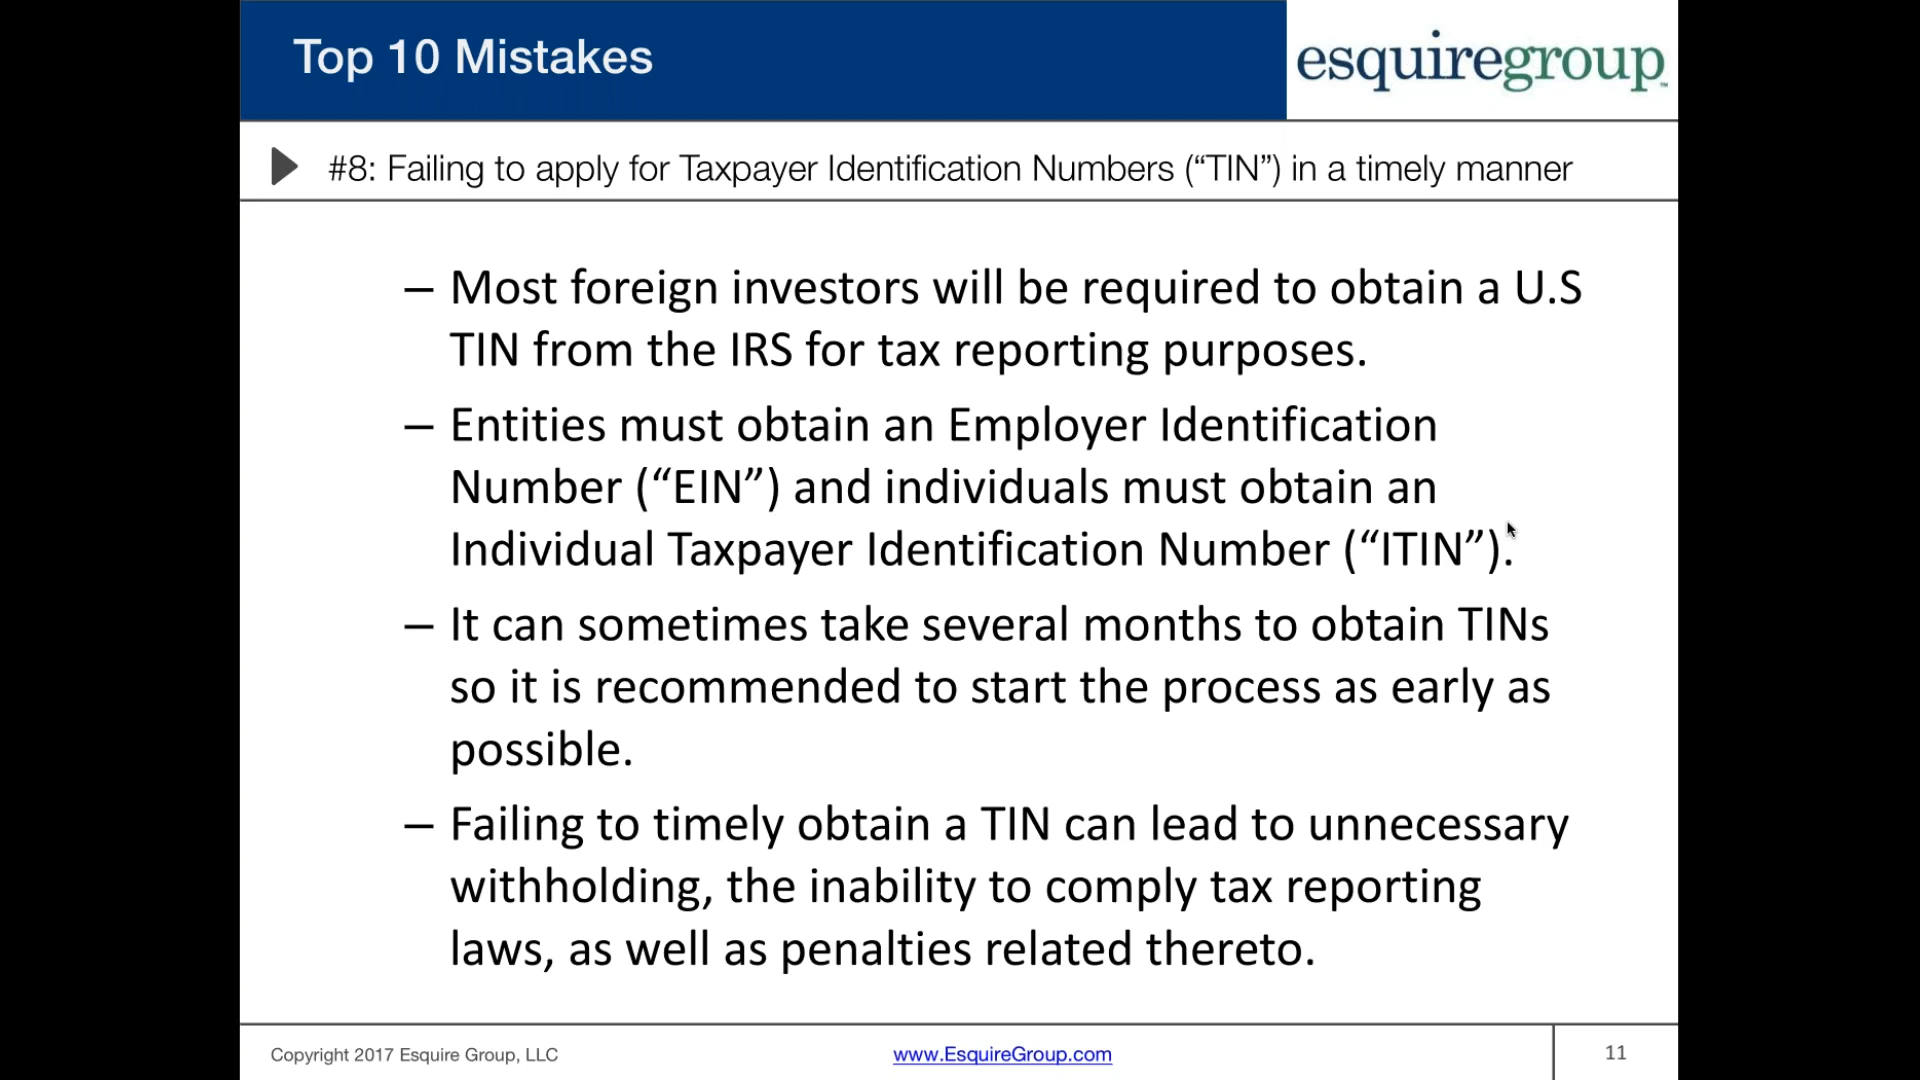 Top 10 Mistakes
esquiregroup™
#8: Failing to apply for Taxpayer Identification Numbers (“TIN”) in a timely manner
– Most foreign investors will be required to obtain a U.S
TIN from the IRS for tax reporting purposes.
– Entities must obtain an Employer Identification
Number (“EIN”) and individuals must obtain an
Individual Taxpayer Identification Number (“ITIN”).
– It can sometimes take several months to obtain TINs
so it is recommended to start the process as early as
possible.
– Failing to timely obtain a TIN can lead to unnecessary
withholding, the inability to comply tax reporting
laws, as well as penalties related thereto.
Copyright 2017 Esquire Group, LLC
www.EsquireGroup.com
11